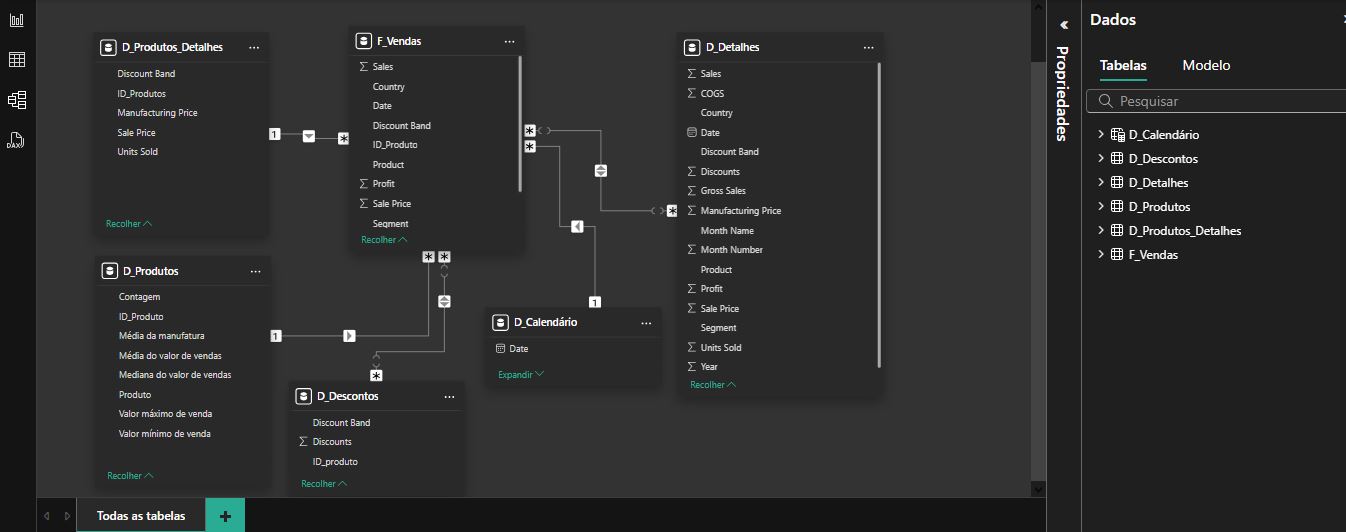 D_Produtos_Detalhes
Discount Band
ID_Produtos
Manufacturing Price
Sale Price
Units Sold
Recolher
F_Vendas
Sales
Country
Date
Discount Band
ID_Produto
Product
Profit
Sale Price
Segment
Recolher
D_Detalhes
Sales
COGS
Country
Date
Discount Band
Discounts
Gross Sales
Manufacturing Price
Month Name
Month Number
Product
Profit
Sale Price
Segment
Units Sold
Year
Recolher
1
*
*
*
*
D_Produtos
Contagem
ID_Produto
Média da manufatura
Média do valor de vendas
Mediana do valor de vendas
Produto
Valor máximo de venda
Valor mínimo de venda
Recolher
1
*
*
*
D_Descontos
Discount Band
Discounts
ID_produto
Recolher
1
D_Calendário
Date
Expandir
DAX
Todas as tabelas
+
Propriedades
Dados
Tabelas
Modelo
Pesquisar
D_Calendário
D_Descontos
D_Detalhes
D_Produtos
D_Produtos_Detalhes
F_Vendas